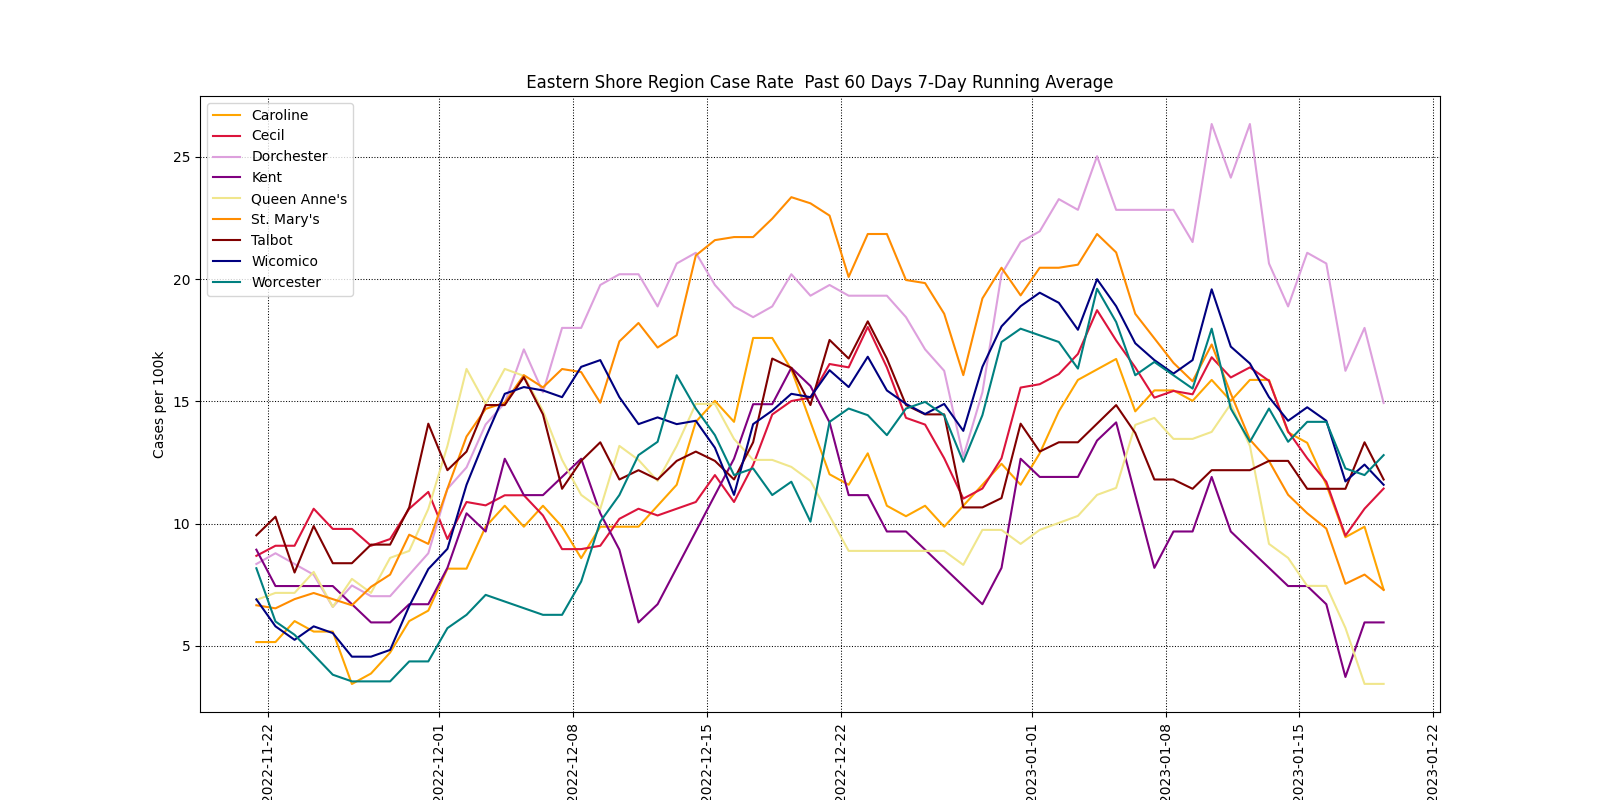 Eastern Shore Region Case Rate  Past 60 Days 7-Day Running Average
Caroline
Cecil
Dorchester
Kent
Queen Anne's
St. Mary's
Talbot
Wicomico
Worcester
Cases per 100k
25
20
15
10
5
2022-11-22
2022-12-01
2022-12-08
2022-12-15
2022-12-22
2023-01-01
2023-01-08
2023-01-15
2023-01-22